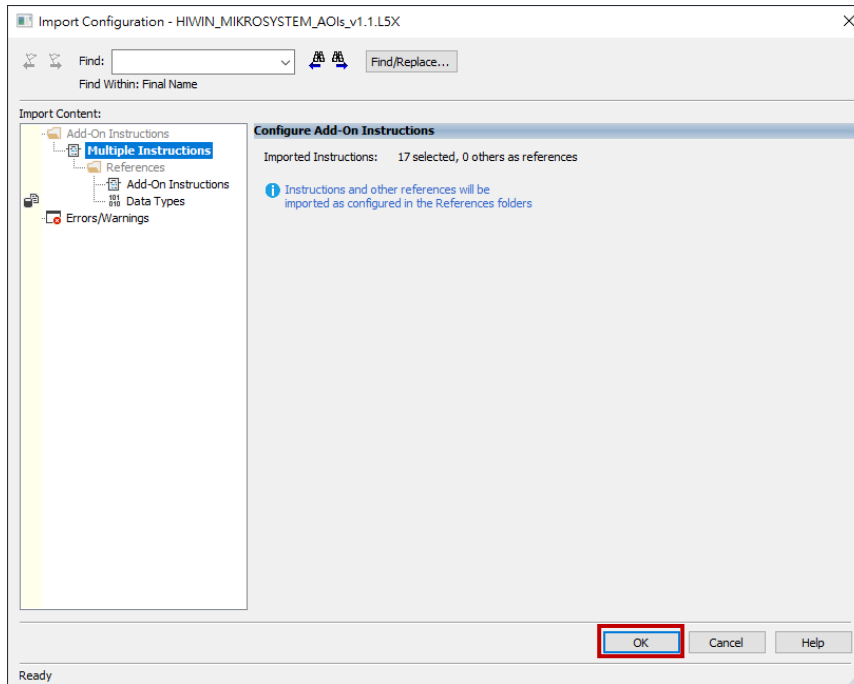 Import Configuration - HIWIN_MIKROSYSTEM_AOIs_v1.1.L5X
Find:
Find/Replace...
Find Within: Final Name
Import Content:
Add-On Instructions
Multiple Instructions
References
Add-On Instructions
Data Types
Errors/Warnings
Configure Add-On Instructions
Imported Instructions: 17 selected, 0 others as references
Instructions and other references will be
imported as configured in the References folders
OK Cancel Help
Ready